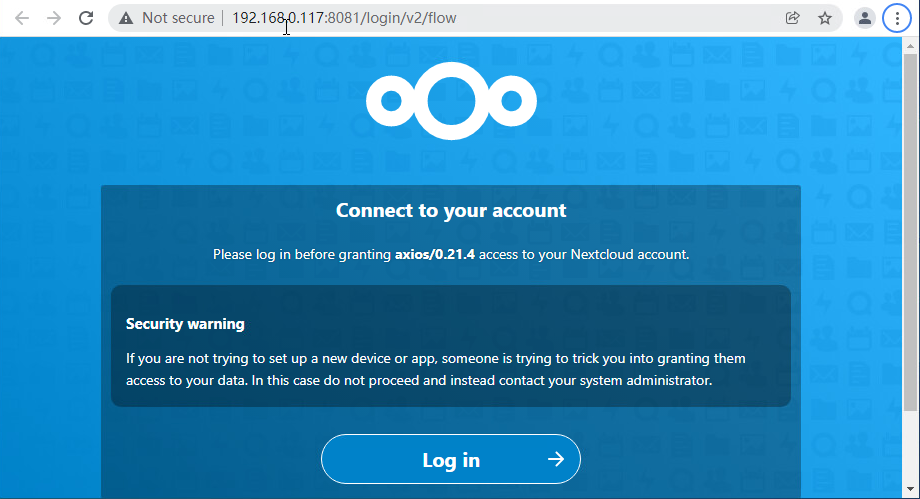 Not secure 192.168.0.117:8081/login/v2/flow
Connect to your account
Please log in before granting axios/0.21.4 access to your Nextcloud account.
Security warning
If you are not trying to set up a new device or app, someone is trying to trick you into granting them
access to your data. In this case do not proceed and instead contact your system administrator.
Log in